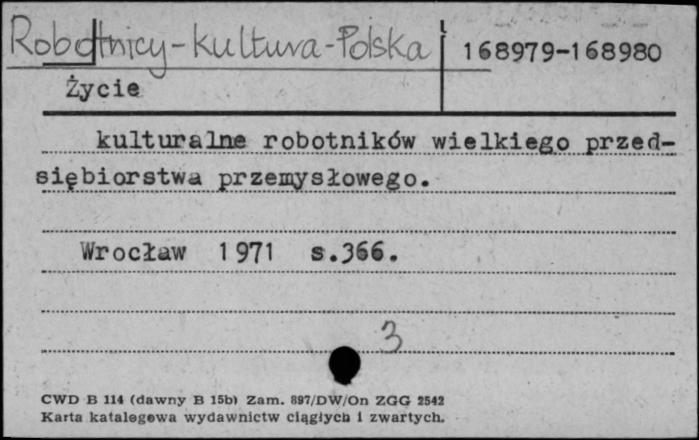 Robotnicy-kultura-Polska
168979-168980
Życie
kulturalne robotników wielkiego przed-
siębiorstwa przemysłowego.
Wrocław 1971 s.366.
3
CWD B 114 (dawny B 15b) Zam. 897/DW/On ZGG 2542
Karta katalogowa wydawnictw ciągłych i zwartych.